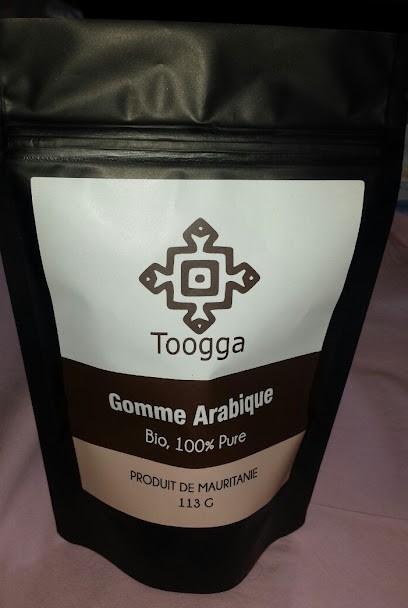 Toogga
Gomme Arabique
Bio, 100% Pure
PRODUIT DE MAURITANIE
113 G